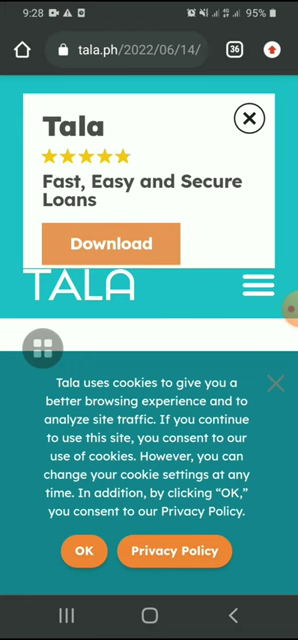 9:28
95%
tala.ph/2022/06/14/
36
Tala
Fast, Easy and Secure
Loans
Download
TALA
Tala uses cookies to give you a
better browsing experience and to
analyze site traffic. If you continue
to use this site, you consent to our
use of cookies. However, you can
change your cookie settings at any
time. In addition, by clicking “OK,”
you consent to our Privacy Policy.
OK
Privacy Policy